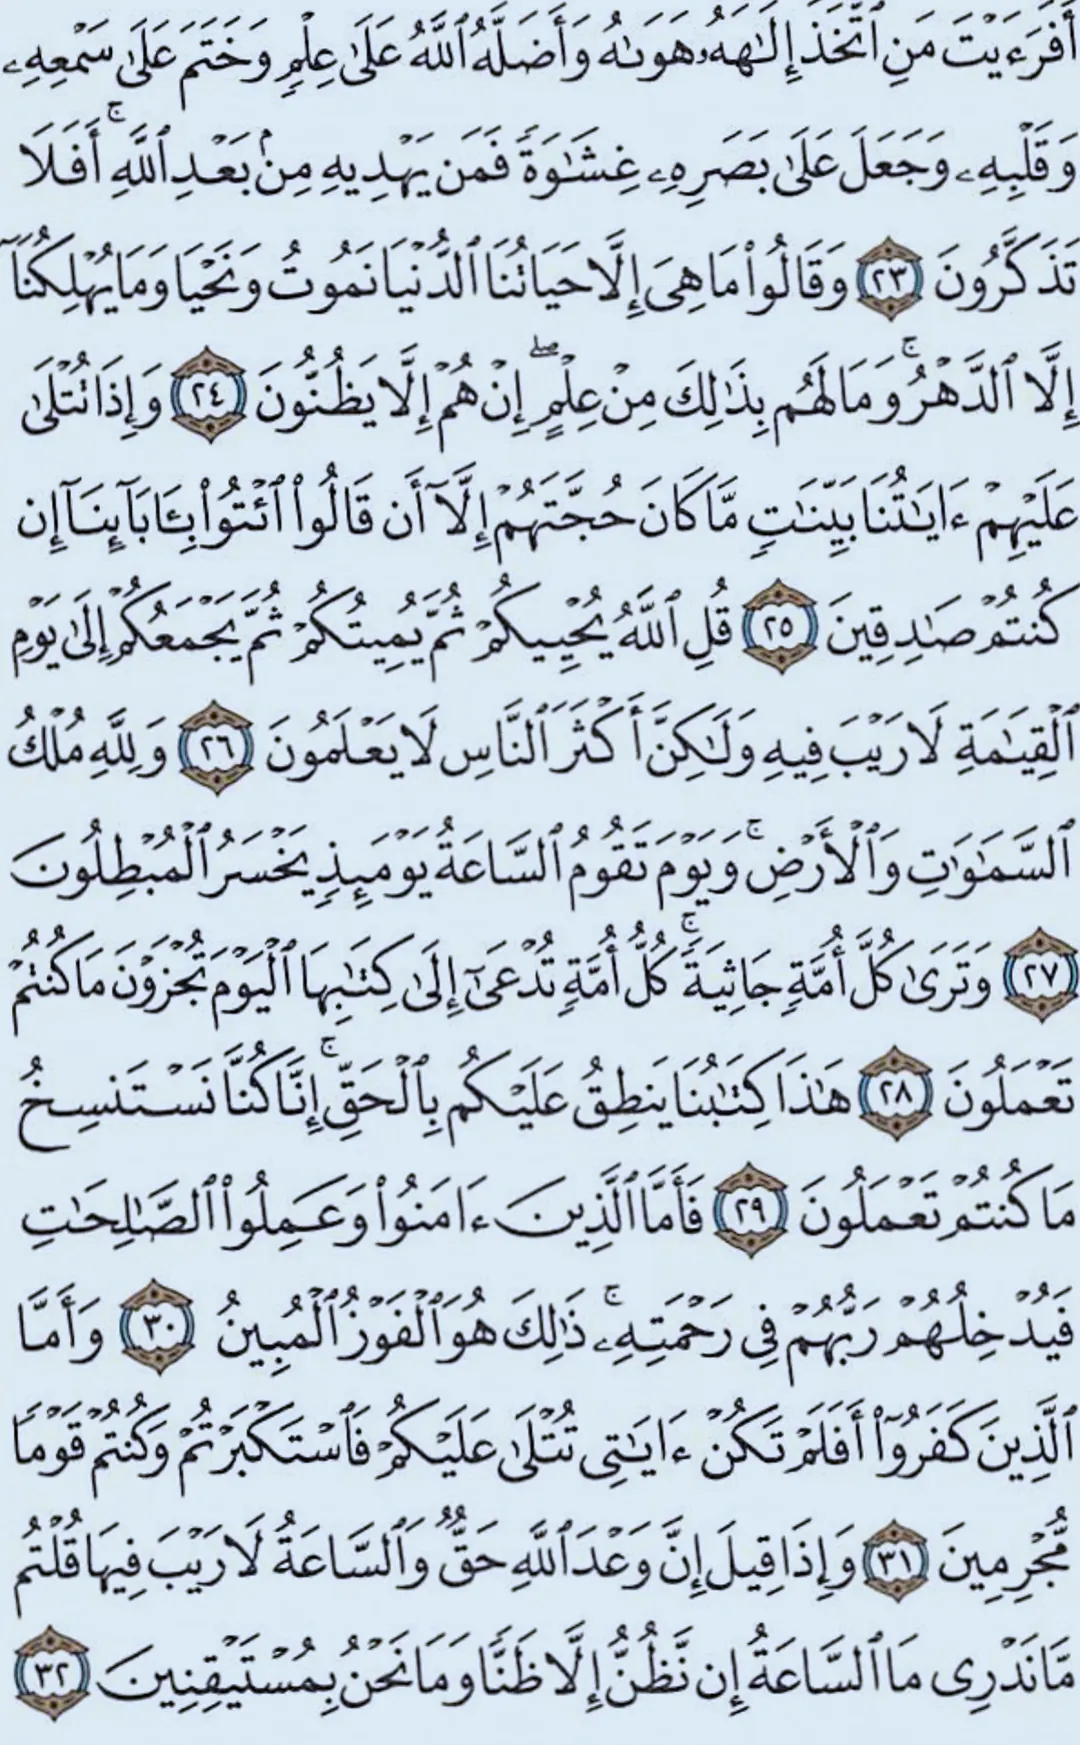 أَفَرَءَيْتَ مَنِ ٱتَّخَذَ إِلَـٰهَهُۥ هَوَىٰهُ وَأَضَلَّهُ ٱللَّهُ عَلَىٰ عِلْمٍ وَخَتَمَ عَلَىٰ سَمْعِهِۦ
وَقَلْبِهِۦ وَجَعَلَ عَلَىٰ بَصَرِهِۦ غِشَـٰوَةً فَمَن يَهْدِيهِ مِنۢ بَعْدِ ٱللَّهِ ۚ أَفَلَا
تَذَكَّرُونَ ٢٣ وَقَالُوا۟ مَا هِىَ إِلَّا حَيَاتُنَا ٱلدُّنْيَا نَمُوتُ وَنَحْيَا وَمَا يُهْلِكُنَآ
إِلَّا ٱلدَّهْرُ ۚ وَمَا لَهُم بِذَٰلِكَ مِنْ عِلْمٍ ۖ إِنْ هُمْ إِلَّا يَظُنُّونَ ٢٤ وَإِذَا تُتْلَىٰ
عَلَيْهِمْ ءَايَـٰتُنَا بَيِّنَـٰتٍ مَّا كَانَ حُجَّتَهُمْ إِلَّآ أَن قَالُوا۟ ٱئْتُوا۟ بِـَٔابَآئِنَآ إِن
كُنتُمْ صَـٰدِقِينَ ٢٥ قُلِ ٱللَّهُ يُحْيِيكُمْ ثُمَّ يُمِيتُكُمْ ثُمَّ يَجْمَعُكُمْ إِلَىٰ يَوْمِ
ٱلْقِيَـٰمَةِ لَا رَيْبَ فِيهِ وَلَـٰكِنَّ أَكْثَرَ ٱلنَّاسِ لَا يَعْلَمُونَ ٢٦ وَلِلَّهِ مُلْكُ
ٱلسَّمَـٰوَٰتِ وَٱلْأَرْضِ ۚ وَيَوْمَ تَقُومُ ٱلسَّاعَةُ يَوْمَئِذٍ يَخْسَرُ ٱلْمُبْطِلُونَ
٢٧ وَتَرَىٰ كُلَّ أُمَّةٍ جَاثِيَةً ۚ كُلُّ أُمَّةٍ تُدْعَىٰٓ إِلَىٰ كِتَـٰبِهَا ٱلْيَوْمَ تُجْزَوْنَ مَا كُنتُمْ
تَعْمَلُونَ ٢٨ هَـٰذَا كِتَـٰبُنَا يَنطِقُ عَلَيْكُم بِٱلْحَقِّ ۚ إِنَّا كُنَّا نَسْتَنسِخُ
مَا كُنتُمْ تَعْمَلُونَ ٢٩ فَأَمَّا ٱلَّذِينَ ءَامَنُوا۟ وَعَمِلُوا۟ ٱلصَّـٰلِحَـٰتِ
فَيُدْخِلُهُمْ رَبُّهُمْ فِى رَحْمَتِهِۦ ۚ ذَٰلِكَ هُوَ ٱلْفَوْزُ ٱلْمُبِينُ ٣٠ وَأَمَّا
ٱلَّذِينَ كَفَرُوٓا۟ أَفَلَمْ تَكُنْ ءَايَـٰتِى تُتْلَىٰ عَلَيْكُمْ فَٱسْتَكْبَرْتُمْ وَكُنتُمْ قَوْمًا
مُّجْرِمِينَ ٣١ وَإِذَا قِيلَ إِنَّ وَعْدَ ٱللَّهِ حَقٌّ وَٱلسَّاعَةُ لَا رَيْبَ فِيهَا قُلْتُم
مَّا نَدْرِى مَا ٱلسَّاعَةُ إِن نَّظُنُّ إِلَّا ظَنًّا وَمَا نَحْنُ بِمُسْتَيْقِنِينَ ٣٢